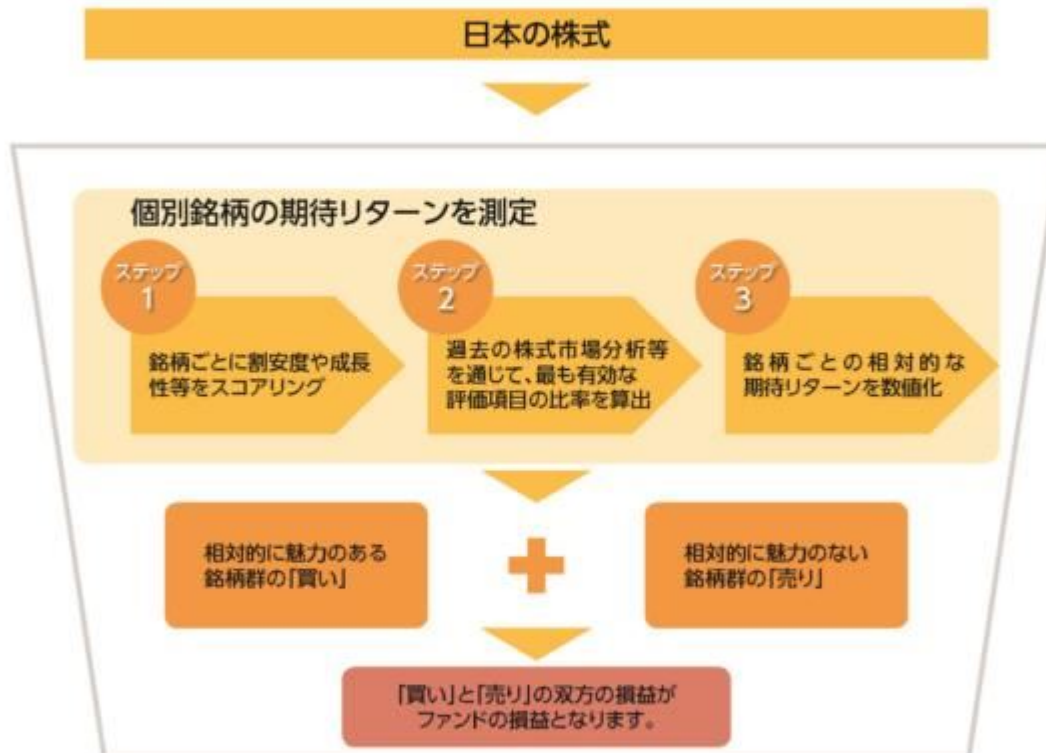 日本の株式
個別銘柄の期待リターンを測定
ステップ
1
銘柄ごとに割安度や成長
性等をスコアリング
ステップ
2
過去の株式市場分析等
を通じて、最も有効な
評価項目の比率を算出
ステップ
3
銘柄ごとの相対的な
期待リターンを数値化
相対的に魅力のある
銘柄群の「買い」
相対的に魅力のない
銘柄群の「売り」
「買い」と「売り」の双方の損益が
ファンドの損益となります。